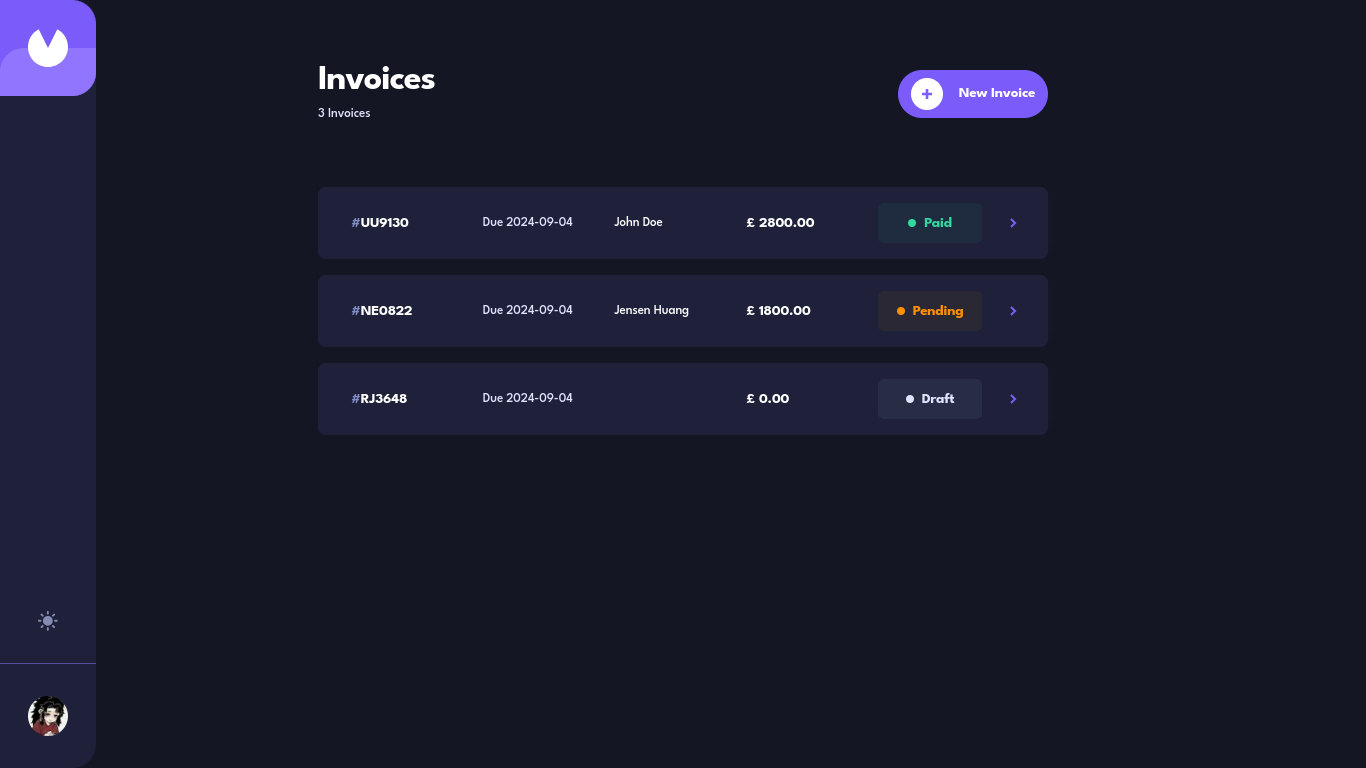 Invoices
3 Invoices
+ New Invoice
#UU9130 Due 2024-09-04 John Doe £ 2800.00 Paid
#NE0822 Due 2024-09-04 Jensen Huang £ 1800.00 Pending
#RJ3648 Due 2024-09-04 £ 0.00 Draft